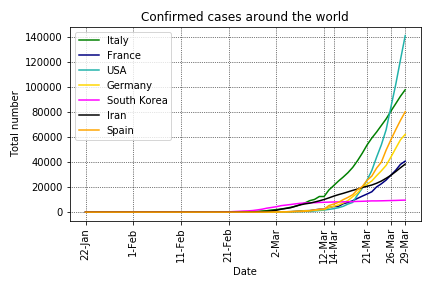 Confirmed cases around the world
Total number
140000
120000
100000
80000
60000
40000
20000
0
Italy
France
USA
Germany
South Korea
Iran
Spain
22-Jan
1-Feb
11-Feb
21-Feb
2-Mar
12-Mar
14-Mar
21-Mar
26-Mar
29-Mar
Date